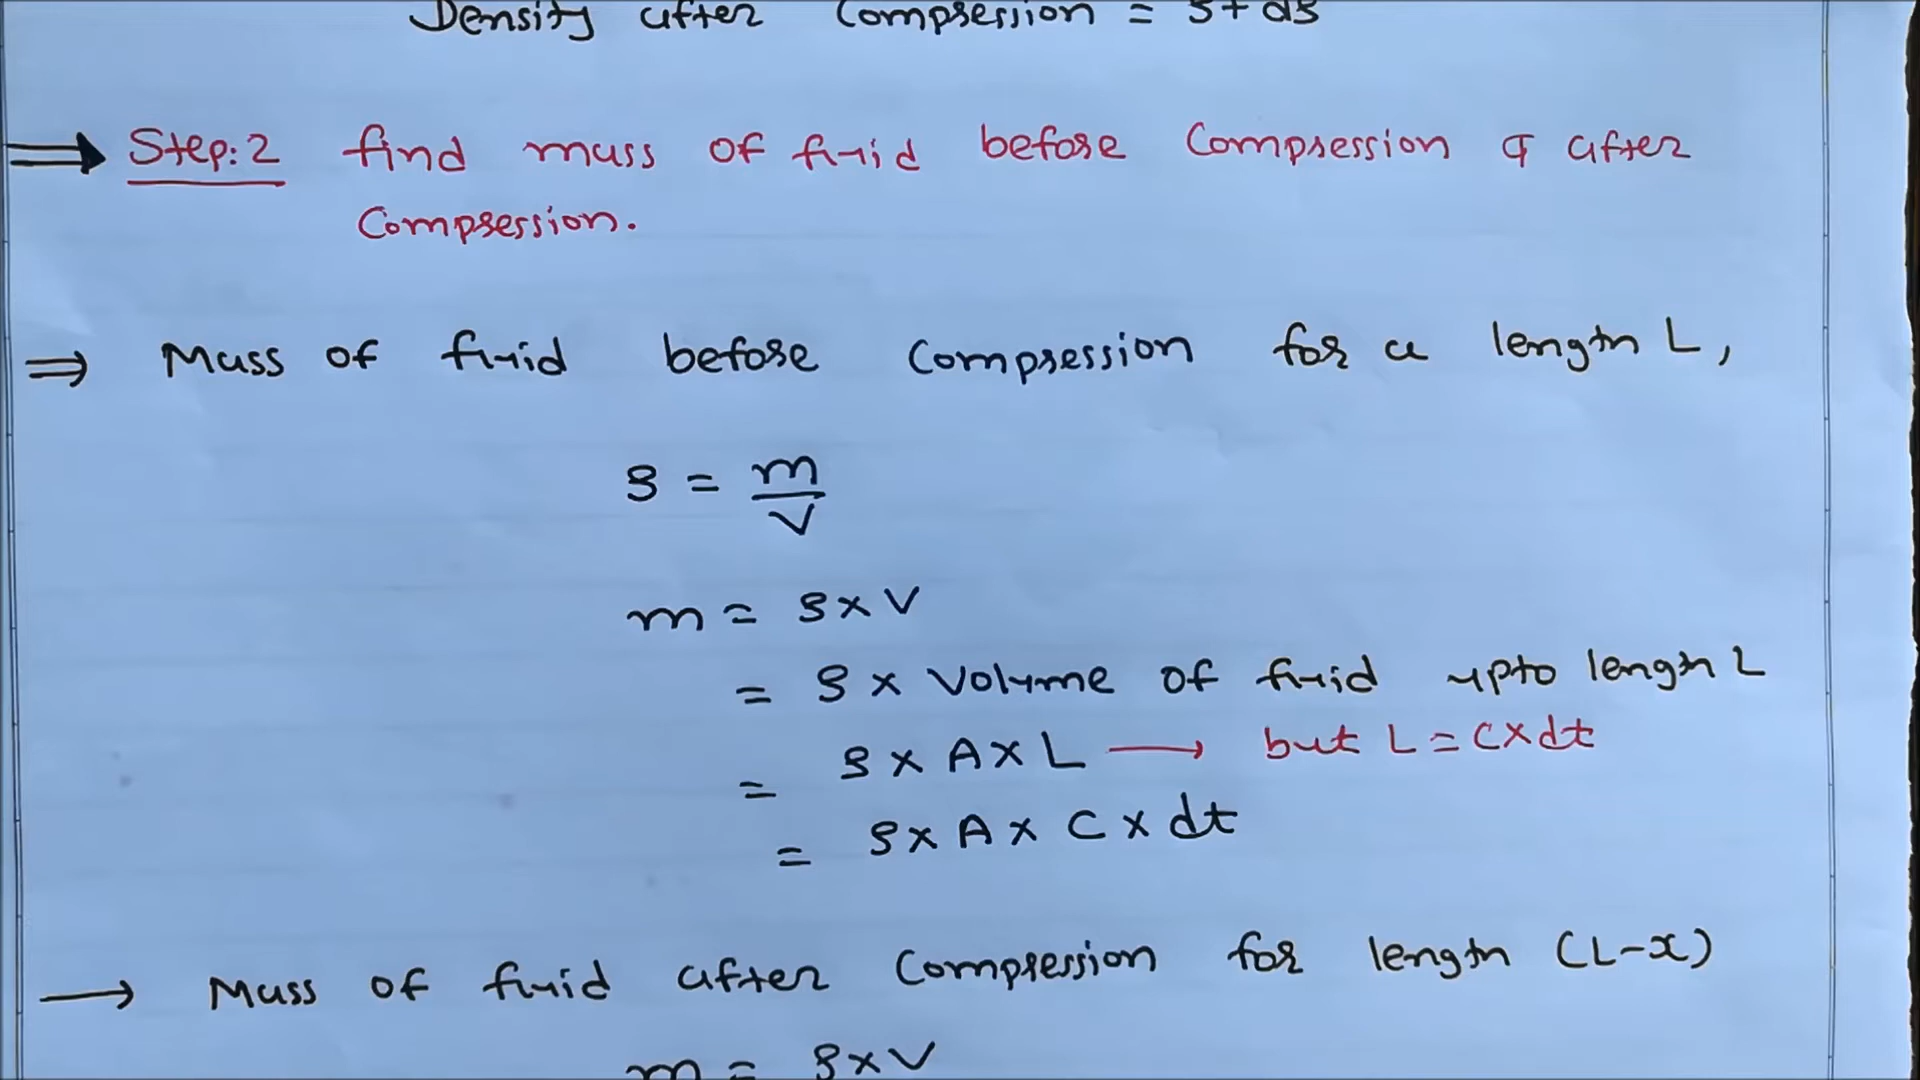 Density after Compression = ρ + dρ
⇒ Step:2 find mass of fluid before Compression & after
Compression.
⇒ Mass of fluid before Compression for a length L,
ρ = m/V
m = ρ × V
= ρ × Volume of fluid upto length L
= ρ × A × L → but L = C × dt
= ρ × A × C × dt
→ Mass of fluid after Compression for length (L-x)
m = ρ × V